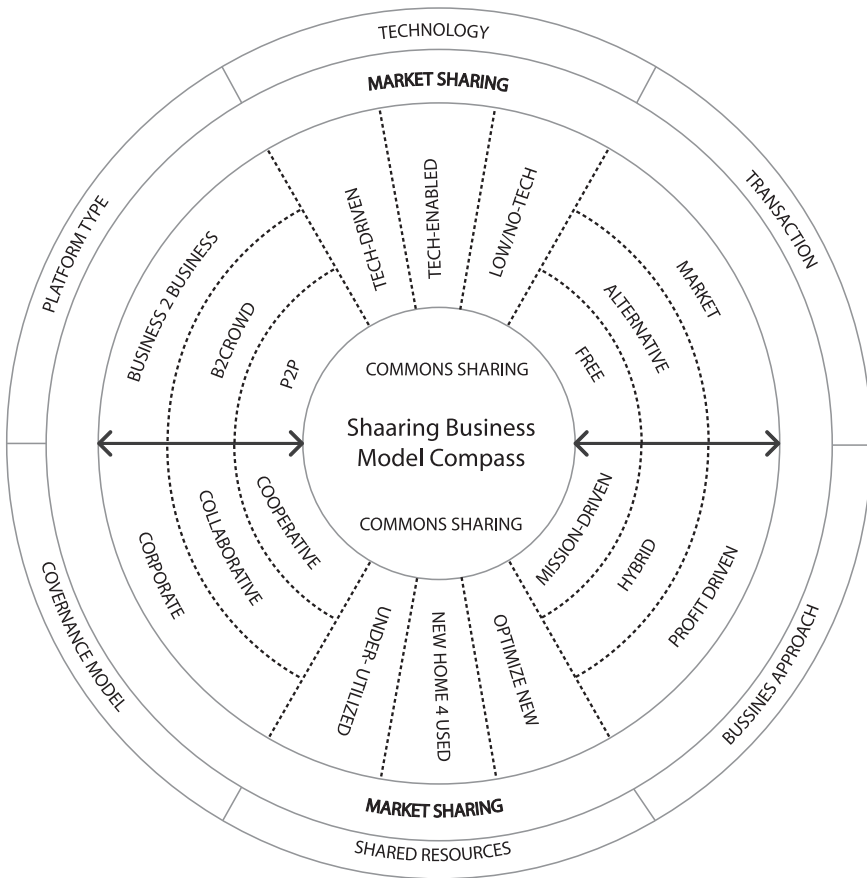 TECHNOLOGY
MARKET SHARING
PLATFORM TYPE
TRANSACTION
TECH-DRIVEN
TECH-ENABLED
LOW/NO-TECH
BUSINESS 2 BUSINESS
B2CROWD
P2P
FREE
ALTERNATIVE
MARKET
COMMONS SHARING
Shaaring Business
Model Compass
COMMONS SHARING
CORPORATE
COLLABORATIVE
COOPERATIVE
MISSION-DRIVEN
HYBRID
PROFIT DRIVEN
UNDER- UTILIZED
NEW HOME 4 USED
OPTIMIZE NEW
COVERNANCE MODEL
BUSSINES APPROACH
MARKET SHARING
SHARED RESOURCES